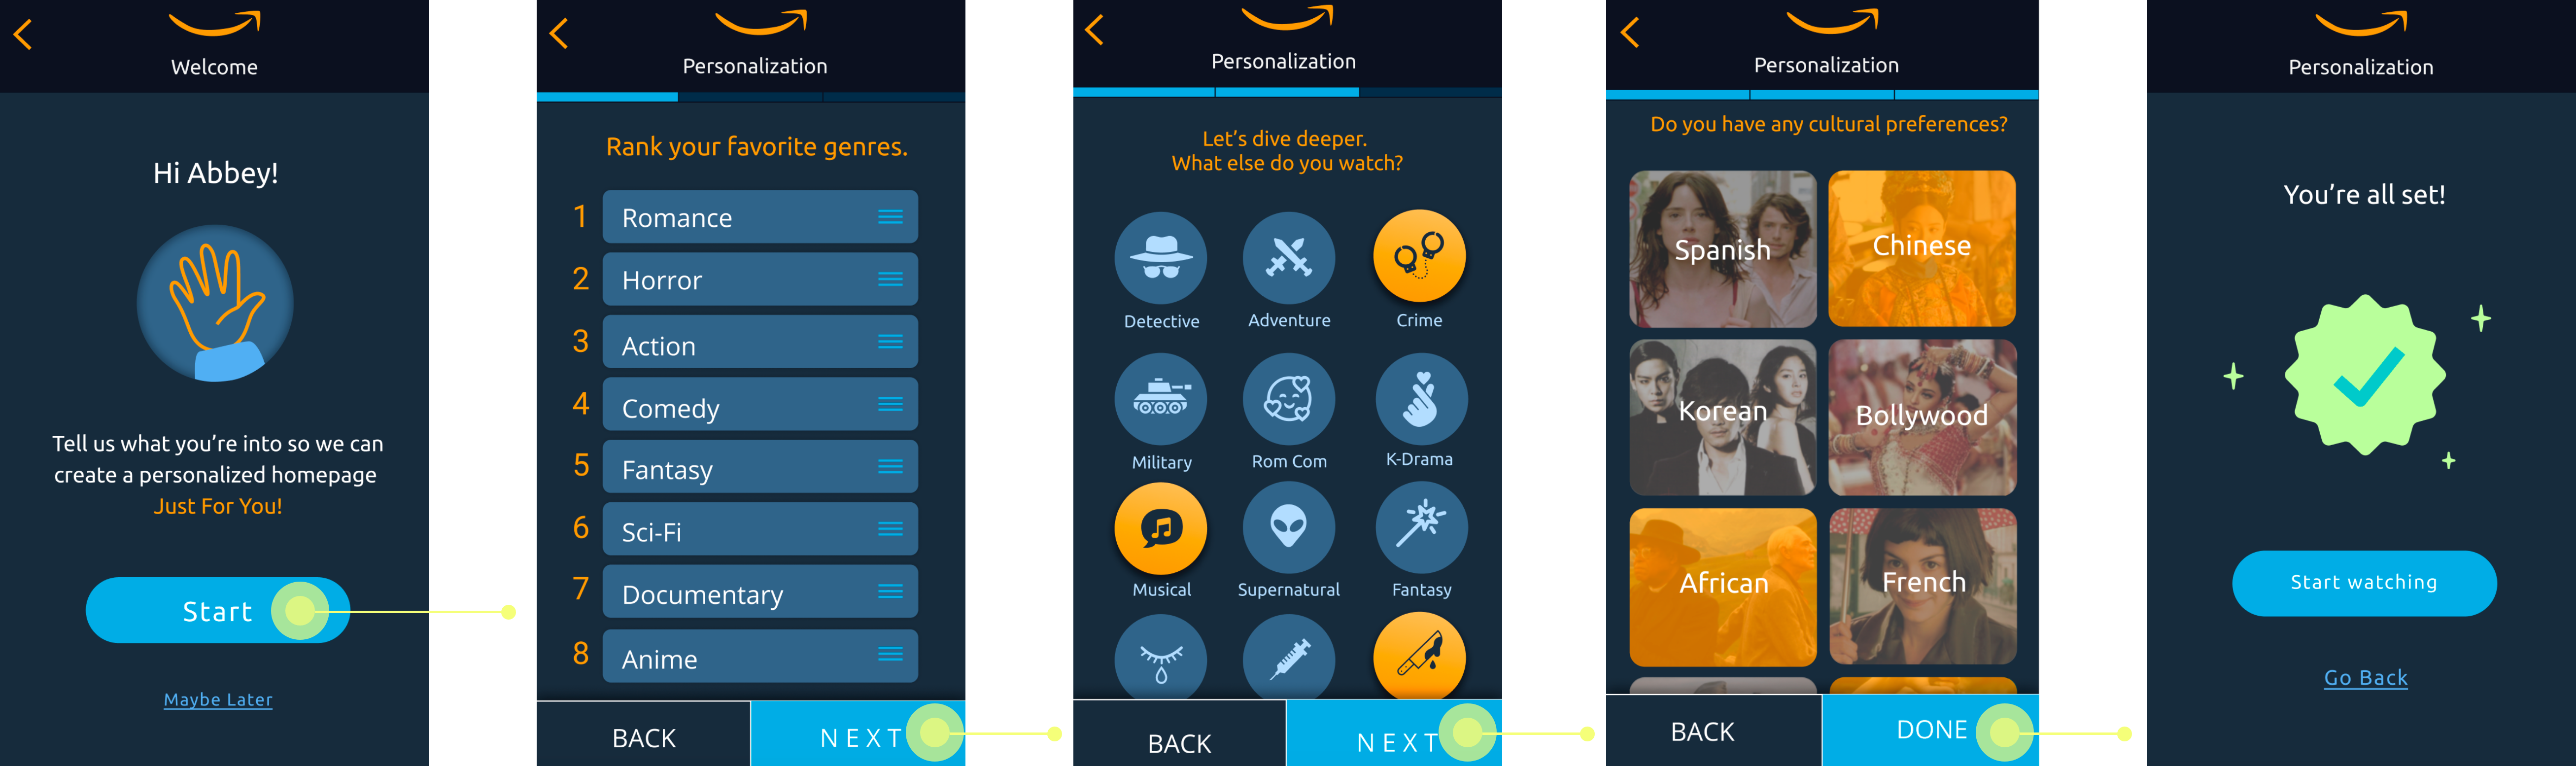 Welcome
Hi Abbey!
Tell us what you're into so we can
create a personalized homepage
Just For You!
Start
Maybe Later
Personalization
Rank your favorite genres.
1 Romance
2 Horror
3 Action
4 Comedy
5 Fantasy
6 Sci-Fi
7 Documentary
8 Anime
BACK NEXT
Personalization
Let's dive deeper.
What else do you watch?
Detective Adventure Crime
Military Rom Com K-Drama
Musical Supernatural Fantasy
BACK NEXT
Personalization
Do you have any cultural preferences?
Spanish Chinese
Korean Bollywood
African French
BACK DONE
Personalization
You're all set!
Start watching
Go Back